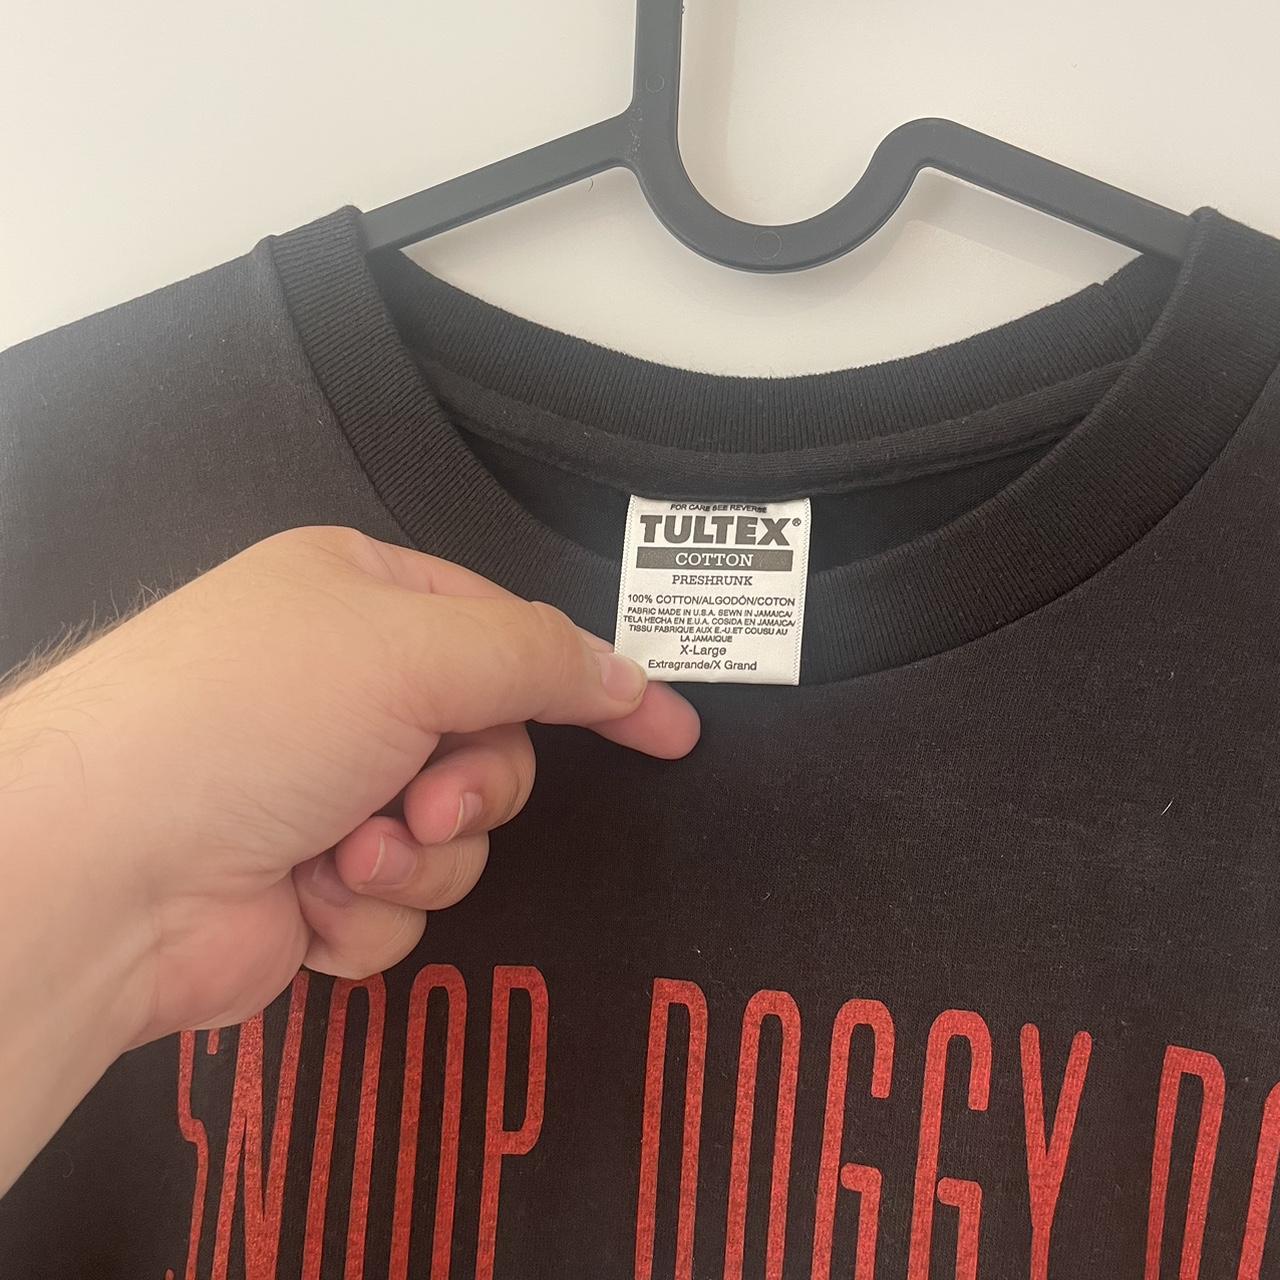 FOR CARE SEE REVERSE
TULTEX®
COTTON
PRESHRUNK
100% COTTON/ALGODÓN/COTON
FABRIC MADE IN U.S.A. SEWN IN JAMAICA/
TELA HECHA EN E.U.A. COSIDA EN JAMAICA/
TISSU FABRIQUE AUX E.-U.ET COUSU AU
LA JAMAIQUE
X-Large
Extragrande/X Grand
SNOOP DOGGY DO